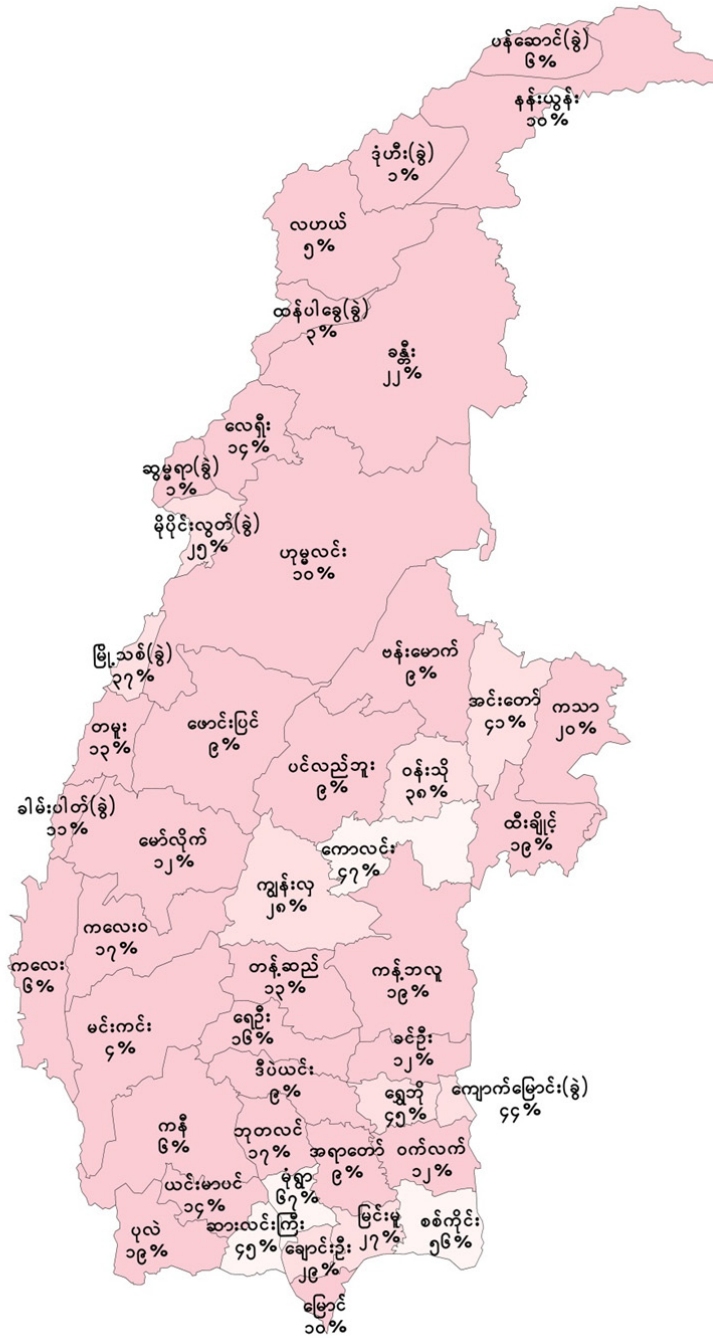 ပန်ဆောင်(ခွဲ)
၆%
နန်းယွန်း
၁၀%
ဒုံဟီး(ခွဲ)
၁%
လဟယ်
၅%
ထန်ပါခွေ(ခွဲ)
၃%
ခန္တီး
၂၂%
လေရှီး
၁၄%
ဆွမ္မရာ(ခွဲ)
၁%
မိုပိုင်းလွတ်(ခွဲ)
၂၅%
ဟုမ္မလင်း
၁၀%
မြို့သစ်(ခွဲ)
၃၇%
ဗန်းမောက်
၉%
အင်းတော်
၄၁%
ကသာ
၂၀%
တမူး
၁၃%
ဖောင်းပြင်
၉%
ပင်လည်ဘူး
၉%
ဝန်းသို
၃၈%
ခါမ်းပါတ်(ခွဲ)
၁၁%
မော်လိုက်
၁၂%
ကောလင်း
၄၇%
ထီးချိုင့်
၁၉%
ကျွန်းလှ
၂၈%
ကလေးဝ
၁၇%
ကလေး
၆%
တန့်ဆည်
၁၃%
ကန့်ဘလူ
၁၉%
မင်းကင်း
၄%
ရေဦး
၁၆%
ခင်ဦး
၁၂%
ဒီပဲယင်း
၉%
ရွှေဘို
၄၅%
ကျောက်မြောင်း(ခွဲ)
၄၄%
ကနီ
၆%
ဘုတလင်
၁၇%
အရာတော်
၉%
ဝက်လက်
၁၂%
ယင်းမာပင်
၁၄%
မုံရွာ
၆၇%
ပုလဲ
၁၉%
ဆားလင်းကြီး
၄၅%
ချောင်းဦး
၂၉%
မြင်းမူ
၂၇%
စစ်ကိုင်း
၅၆%
မြောင်
၁၀%